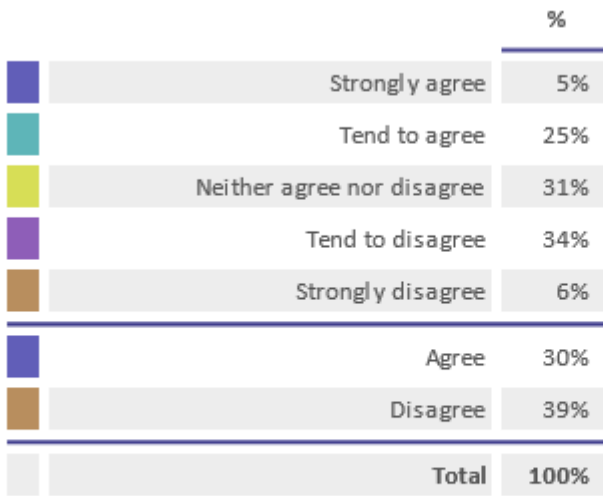 %
Strongly agree 5%
Tend to agree 25%
Neither agree nor disagree 31%
Tend to disagree 34%
Strongly disagree 6%
Agree 30%
Disagree 39%
Total 100%